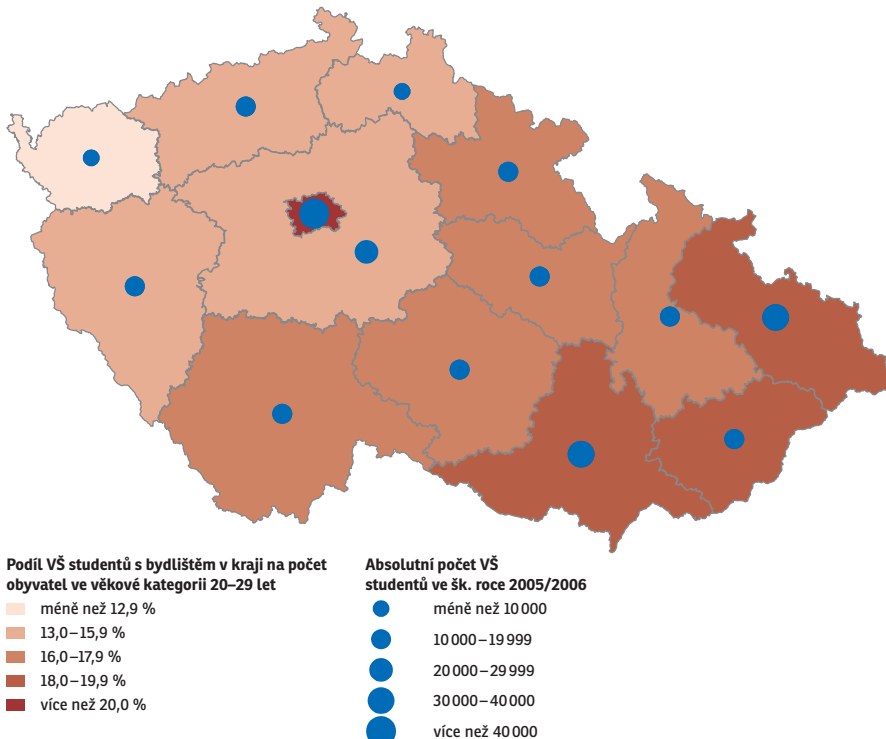 Podíl VŠ studentů s bydlištěm v kraji na počet
obyvatel ve věkové kategorii 20–29 let
méně než 12,9 %
13,0–15,9 %
16,0–17,9 %
18,0–19,9 %
více než 20,0 %
Absolutní počet VŠ
studentů ve šk. roce 2005/2006
méně než 10 000
10 000–19 999
20 000–29 999
30 000–40 000
více než 40 000